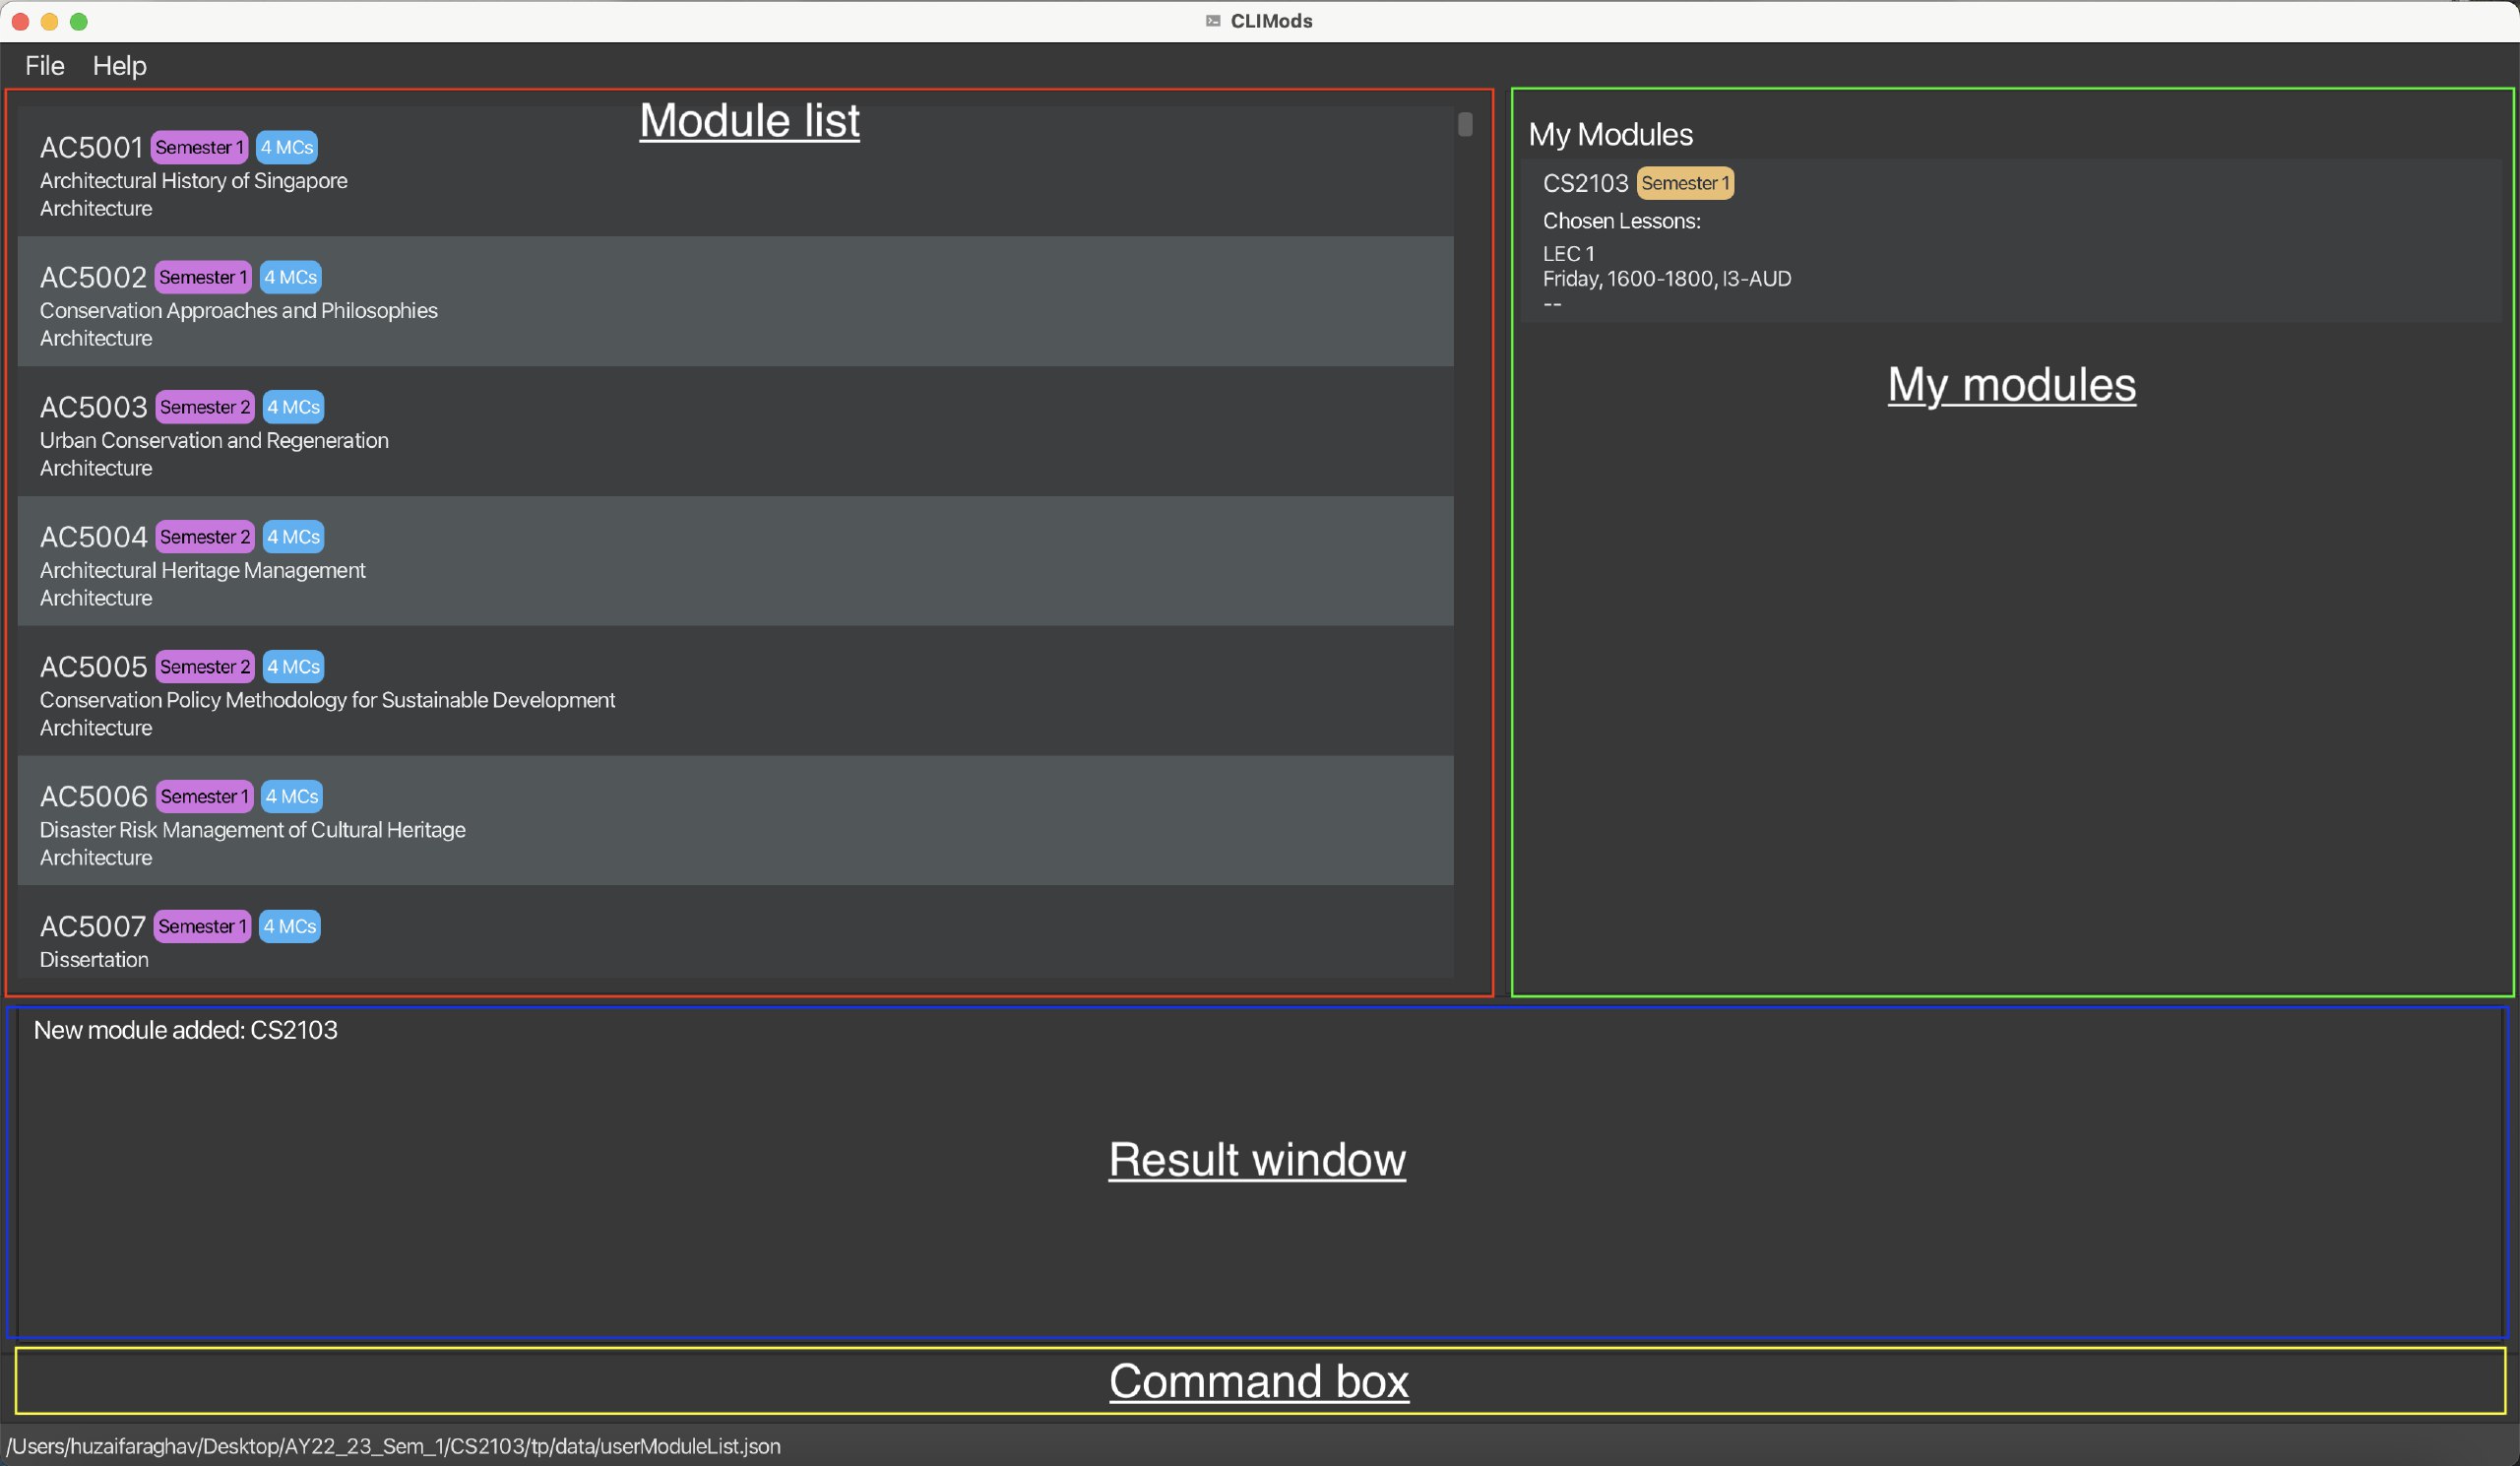 CLIMods
File Help
Module list
AC5001 Semester 1 4 MCs
Architectural History of Singapore
Architecture
AC5002 Semester 1 4 MCs
Conservation Approaches and Philosophies
Architecture
AC5003 Semester 2 4 MCs
Urban Conservation and Regeneration
Architecture
AC5004 Semester 2 4 MCs
Architectural Heritage Management
Architecture
AC5005 Semester 2 4 MCs
Conservation Policy Methodology for Sustainable Development
Architecture
AC5006 Semester 1 4 MCs
Disaster Risk Management of Cultural Heritage
Architecture
AC5007 Semester 1 4 MCs
Dissertation
My Modules
CS2103 Semester 1
Chosen Lessons:
LEC 1
Friday, 1600-1800, I3-AUD
--
My modules
New module added: CS2103
Result window
Command box
/Users/huzaifaraghav/Desktop/AY22_23_Sem_1/CS2103/tp/data/userModuleList.json